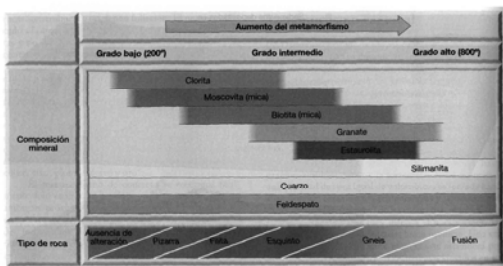 Aumento del metamorfismo
Grado bajo (200°)
Grado intermedio
Grado alto (800°)
Composición
mineral
Clorita
Moscovita (mica)
Biotita (mica)
Granate
Estaurolita
Silimanita
Cuarzo
Feldespato
Tipo de roca
Ausencia de
alteración
Pizarra
Filita
Esquisto
Gneis
Fusión